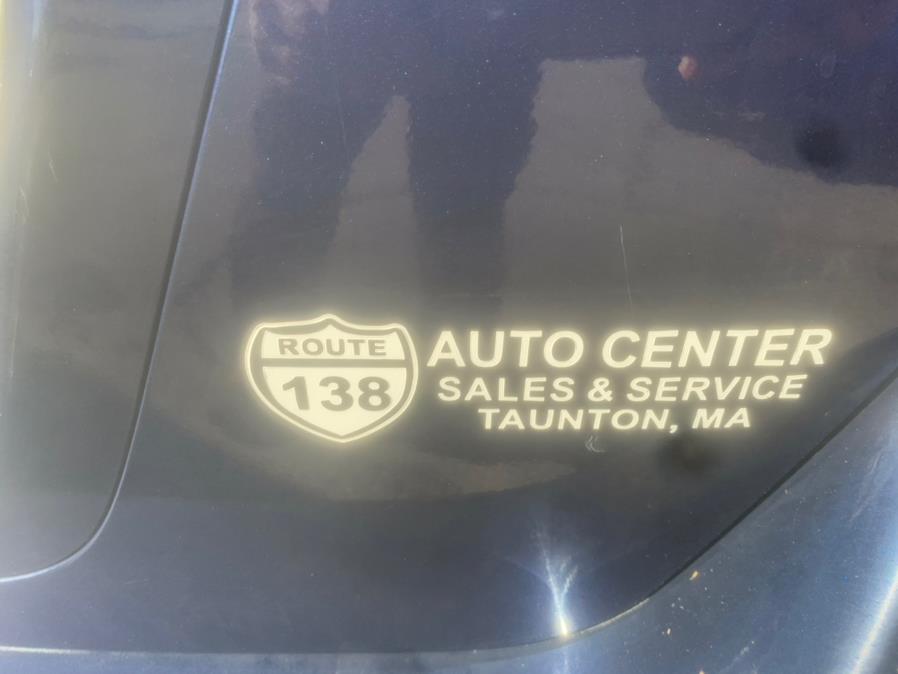 ROUTE
138
AUTO CENTER
SALES & SERVICE
TAUNTON, MA